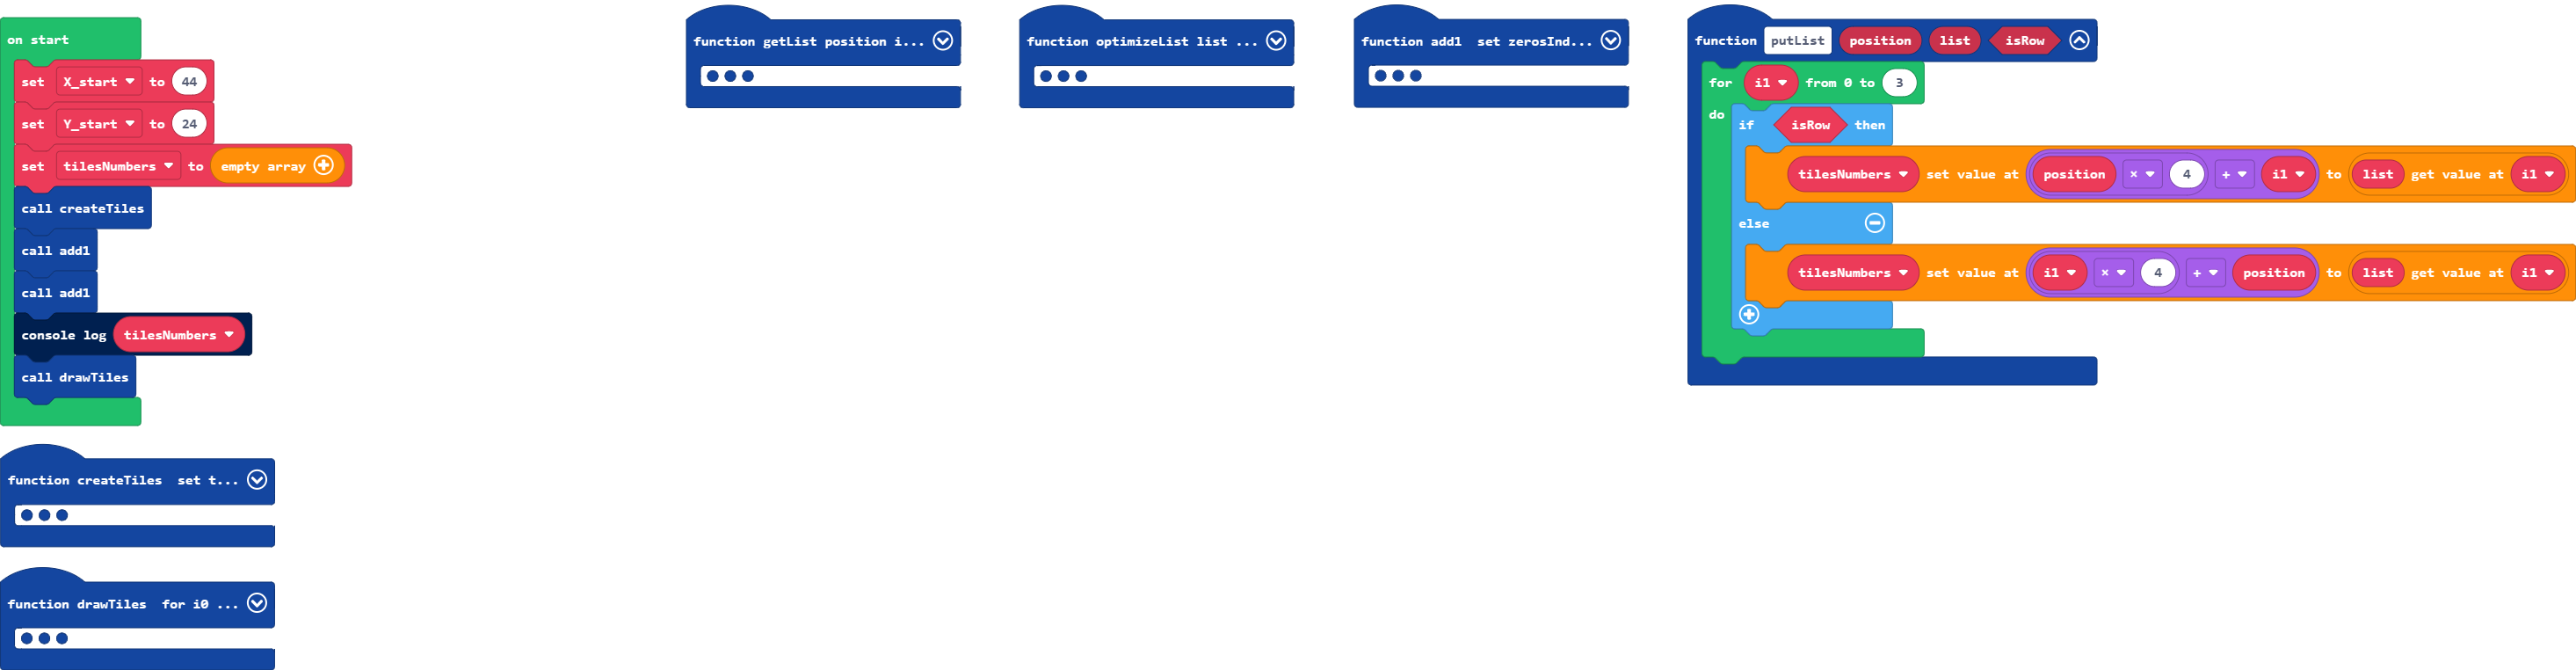 on start
set X_start to 44
set Y_start to 24
set tilesNumbers to empty array
call createTiles
call add1
call add1
console log tilesNumbers
call drawTiles
function createTiles set t...
function drawTiles for i0 ...
function getList position i...
function optimizeList list ...
function add1 set zerosInd...
function putList position list isRow
for i1 from 0 to 3
do
if isRow then
tilesNumbers set value at position × 4 + i1 to list get value at i1
else
tilesNumbers set value at i1 × 4 + position to list get value at i1